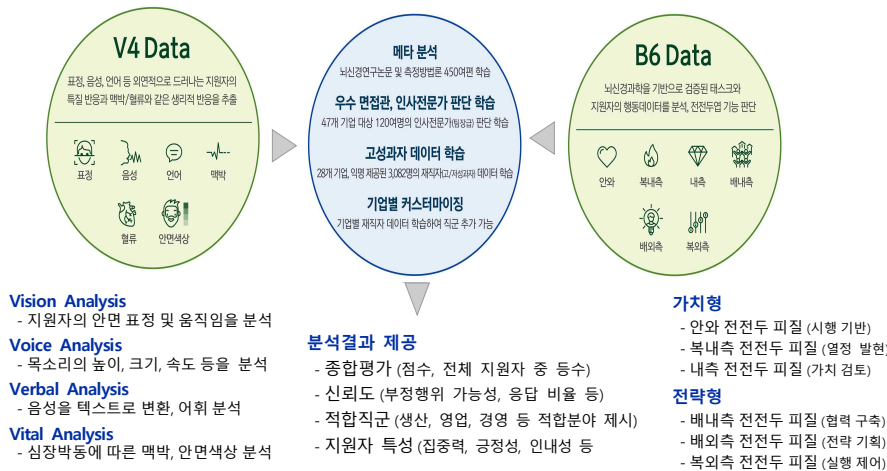 V4 Data
표정, 음성, 언어 등 외연적으로 드러나는 지원자의
특질 반응과 맥박/혈류와 같은 생리적 반응을 추출
표정 음성 언어 맥박
혈류 안면색상
메타 분석
뇌신경연구논문 및 측정방법론 450여편 학습
우수 면접관, 인사전문가 판단 학습
47개 기업 대상 120여명의 인사전문가(팀장급) 판단 학습
고성과자 데이터 학습
28개 기업, 익명 제공된 3,082명의 재직자(고/저성과자) 데이터 학습
기업별 커스터마이징
기업별 재직자 데이터 학습하여 직군 추가 가능
B6 Data
뇌신경과학을 기반으로 검증된 태스크와
지원자의 행동데이터를 분석, 전전두엽 기능 판단
안와 복내측 내측 배내측
배외측 복외측
Vision Analysis
- 지원자의 안면 표정 및 움직임을 분석
Voice Analysis
- 목소리의 높이, 크기, 속도 등을 분석
Verbal Analysis
- 음성을 텍스트로 변환, 어휘 분석
Vital Analysis
- 심장박동에 따른 맥박, 안면색상 분석
분석결과 제공
- 종합평가 (점수, 전체 지원자 중 등수)
- 신뢰도 (부정행위 가능성, 응답 비율 등)
- 적합직군 (생산, 영업, 경영 등 적합분야 제시)
- 지원자 특성 (집중력, 긍정성, 인내성 등
가치형
- 안와 전전두 피질 (시행 기반)
- 복내측 전전두 피질 (열정 발현)
- 내측 전전두 피질 (가치 검토)
전략형
- 배내측 전전두 피질 (협력 구축)
- 배외측 전전두 피질 (전략 기획)
- 복외측 전전두 피질 (실행 제어)